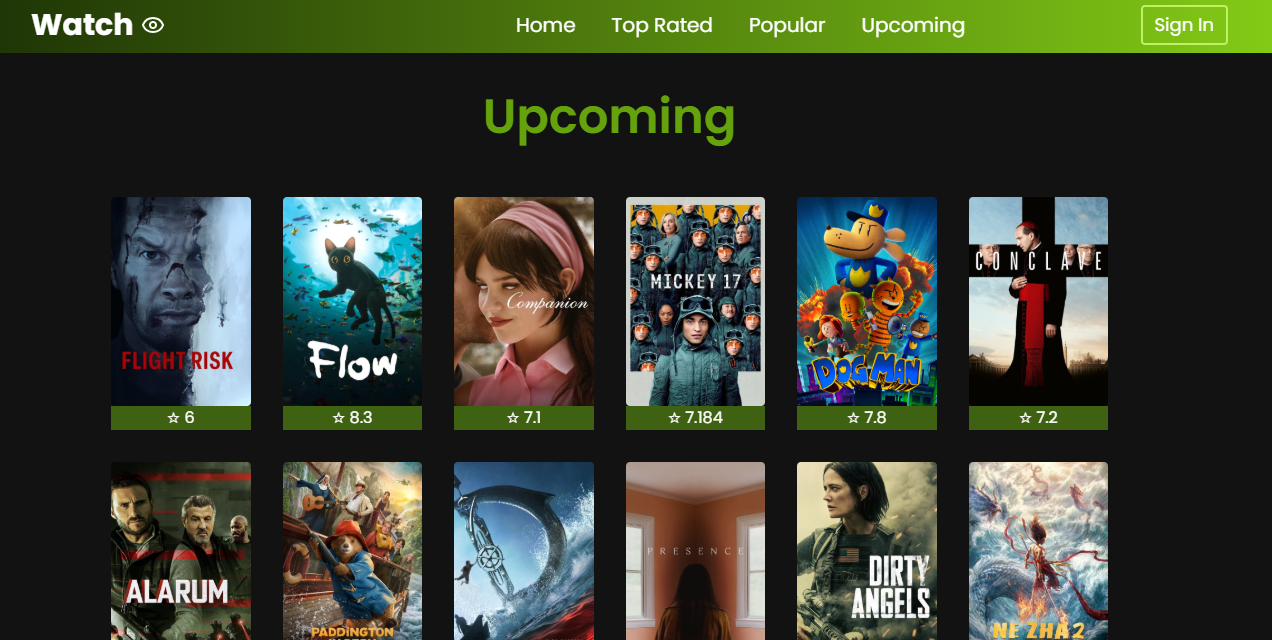 Watch
Home
Top Rated
Popular
Upcoming
Sign In
Upcoming
FLIGHT RISK
Flow
Companion
MICKEY 17
DOG MAN
CONCLAVE
☆ 6
☆ 8.3
☆ 7.1
☆ 7.184
☆ 7.8
☆ 7.2
ALARUM
PADDINGTON
PRESENCE
DIRTY
ANGELS
NE ZHA 2